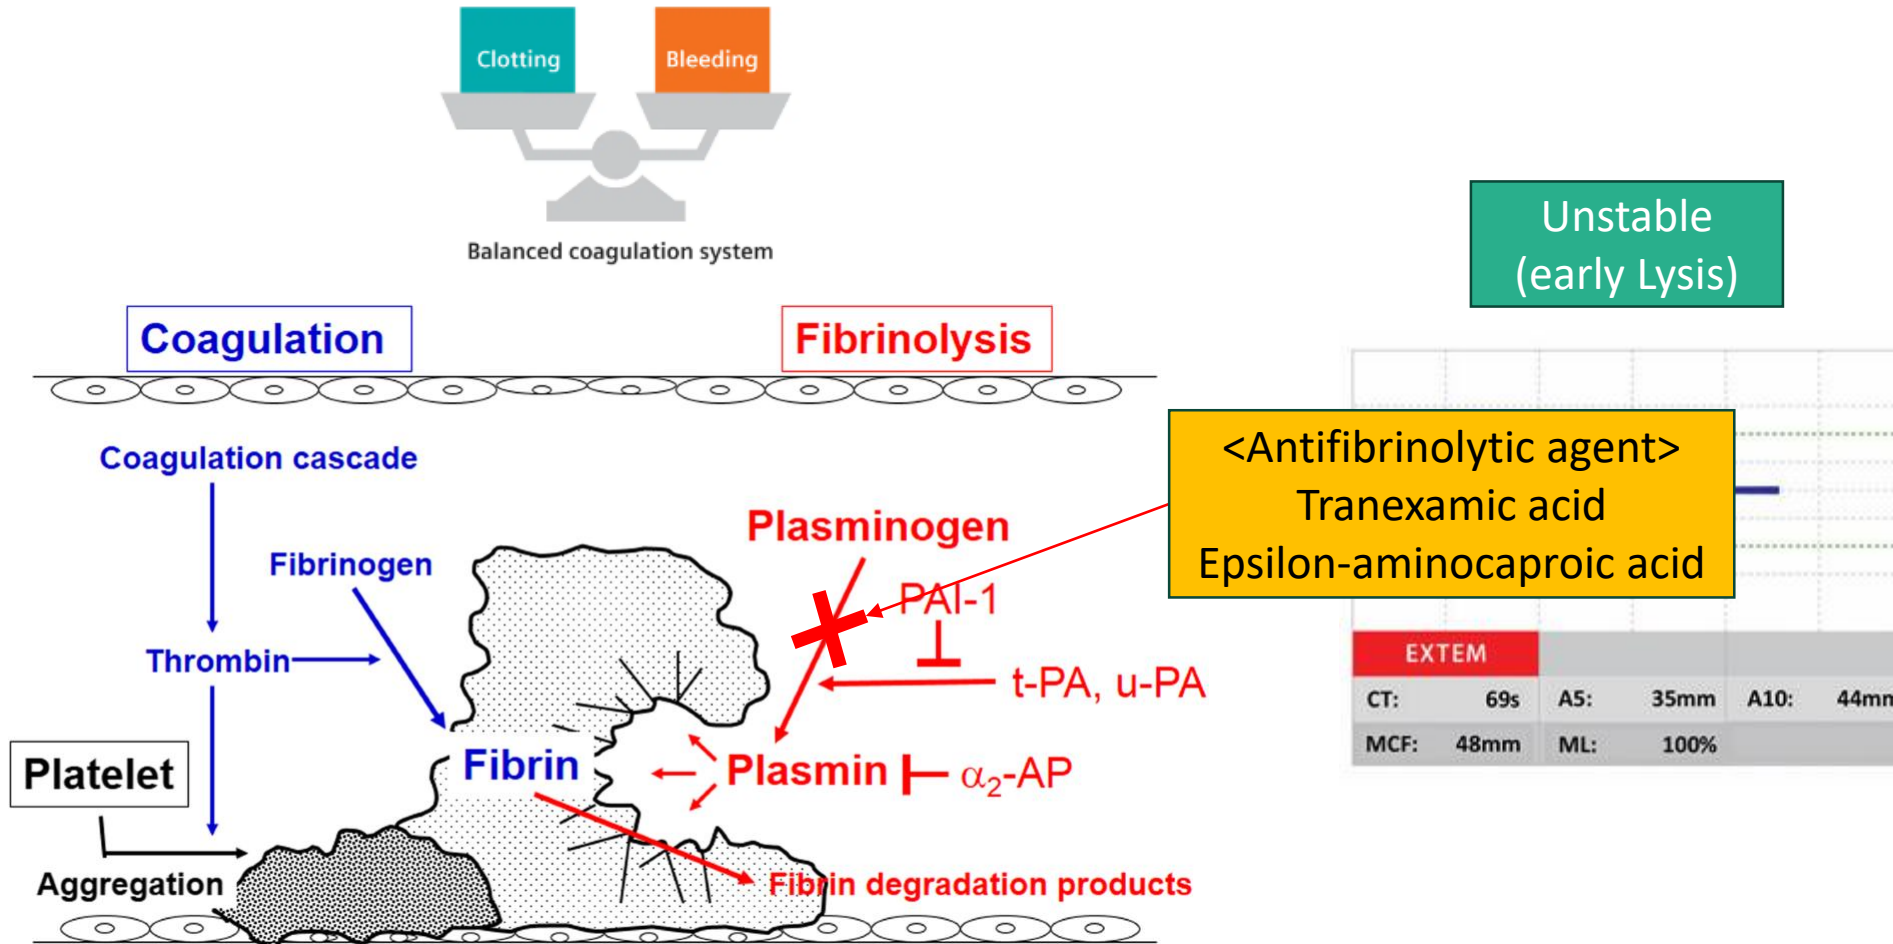 Clotting
Bleeding
Balanced coagulation system
Unstable
(early Lysis)
Coagulation
Fibrinolysis
Coagulation cascade
<Antifibrinolytic agent>
Tranexamic acid
Epsilon-aminocaproic acid
Plasminogen
Fibrinogen
PAI-1
Thrombin
t-PA, u-PA
EXTEM
CT: 69s A5: 35mm A10: 44mm
MCF: 48mm ML: 100%
Platelet
Fibrin
Plasmin
α₂-AP
Aggregation
Fibrin degradation products